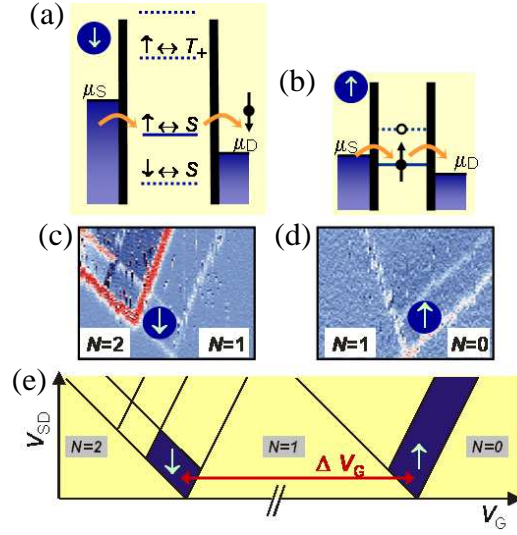 (a)
↓
↑ ↔ T+
μS
↑ ↔ S
μD
↓ ↔ S
(b)
↑
μS
μD
(c)
↓
N=2
N=1
(d)
↑
N=1
N=0
(e)
VSD
N=2
↓
N=1
ΔVG
↑
N=0
VG